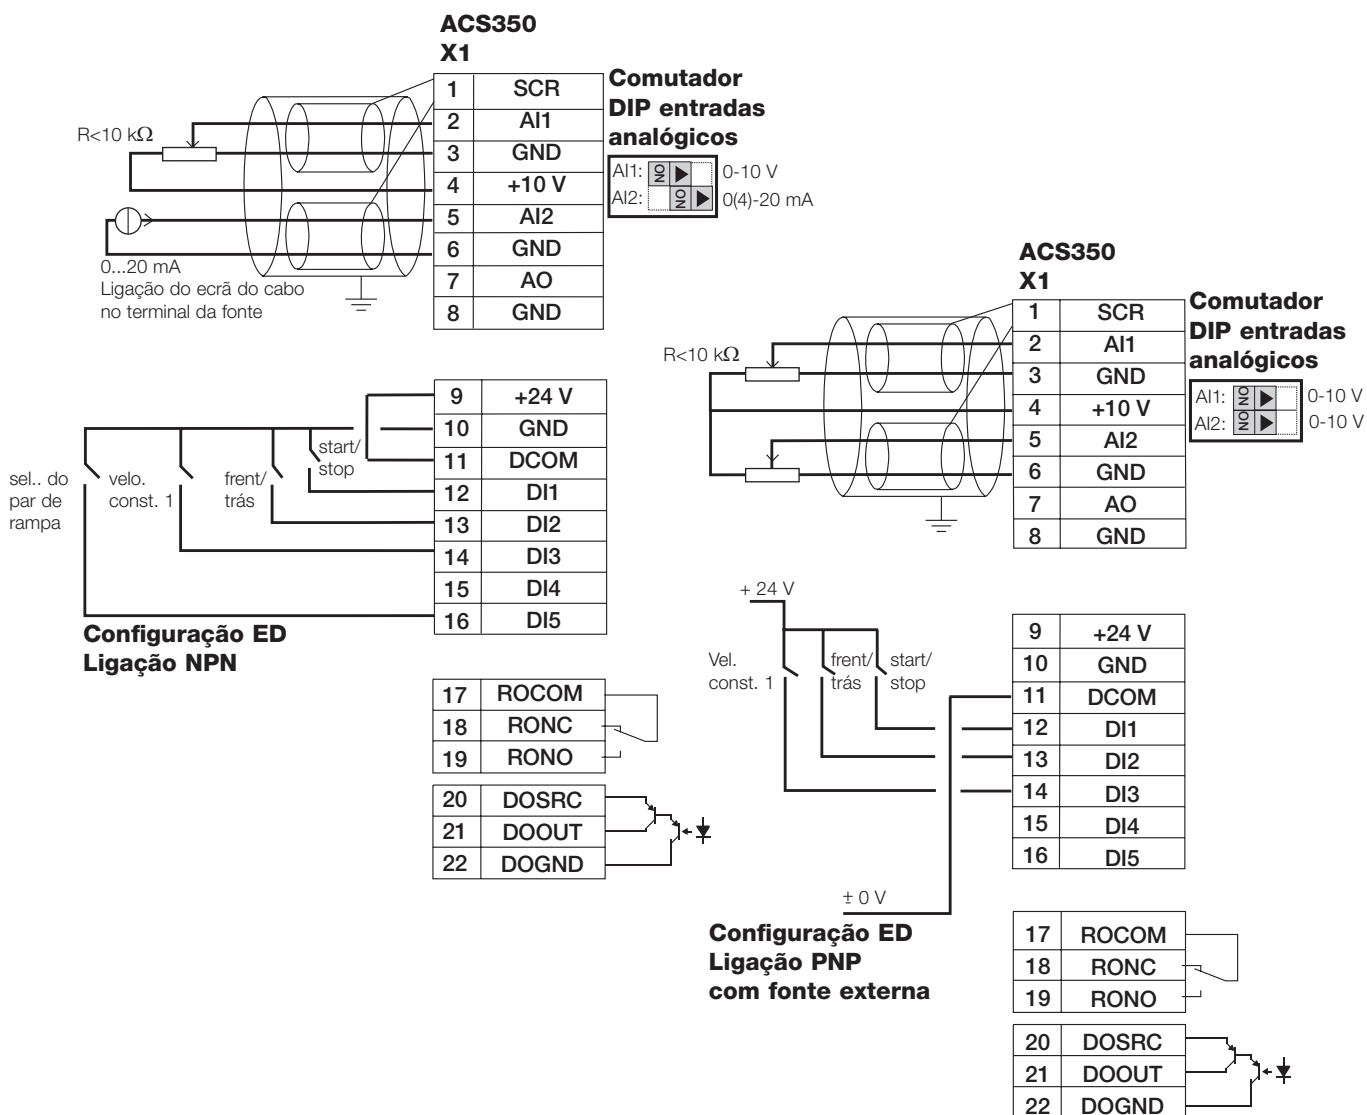 ACS350
X1
Comutador
DIP entradas
analógicos
1 SCR
2 AI1
3 GND
4 +10 V
5 AI2
6 GND
7 AO
8 GND
R<10 kΩ
AI1: NO 0-10 V
AI2: NO 0(4)-20 mA
0...20 mA
Ligação do ecrã do cabo
no terminal da fonte
9 +24 V
10 GND
11 DCOM
12 DI1
13 DI2
14 DI3
15 DI4
16 DI5
sel.. do
par de
rampa
velo.
const. 1
frent/
trás
start/
stop
Configuração ED
Ligação NPN
17 ROCOM
18 RONC
19 RONO
20 DOSRC
21 DOOUT
22 DOGND
ACS350
X1
Comutador
DIP entradas
analógicos
1 SCR
2 AI1
3 GND
4 +10 V
5 AI2
6 GND
7 AO
8 GND
R<10 kΩ
AI1: NO 0-10 V
AI2: NO 0-10 V
+ 24 V
Vel.
const. 1
frent/
trás
start/
stop
9 +24 V
10 GND
11 DCOM
12 DI1
13 DI2
14 DI3
15 DI4
16 DI5
± 0 V
Configuração ED
Ligação PNP
com fonte externa
17 ROCOM
18 RONC
19 RONO
20 DOSRC
21 DOOUT
22 DOGND